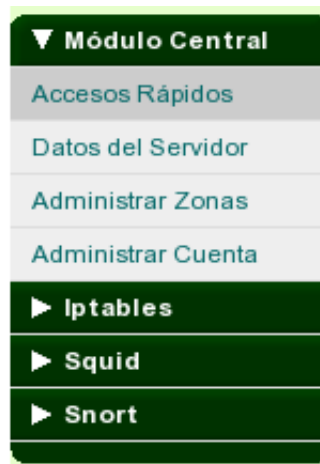 Módulo Central
Accesos Rápidos
Datos del Servidor
Administrar Zonas
Administrar Cuenta
Iptables
Squid
Snort